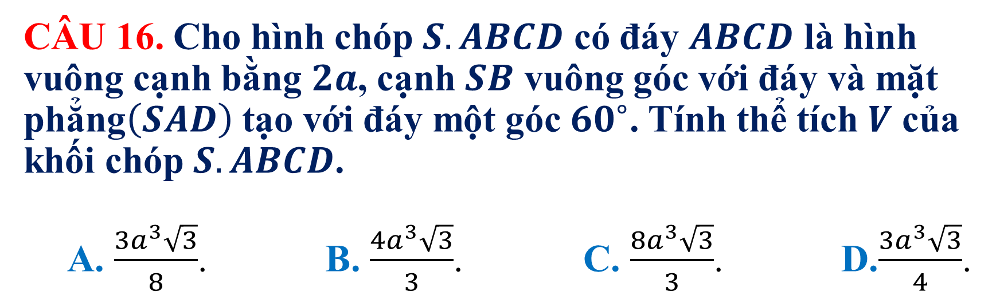 CÂU 16. Cho hình chóp S. ABCD có đáy ABCD là hình
vuông cạnh bằng 2a, cạnh SB vuông góc với đáy và mặt
phẳng(SAD) tạo với đáy một góc 60°. Tính thể tích V của
khối chóp S. ABCD.
A. \frac{3a^3\sqrt{3}}{8}. B. \frac{4a^3\sqrt{3}}{3}. C. \frac{8a^3\sqrt{3}}{3}. D. \frac{3a^3\sqrt{3}}{4}.